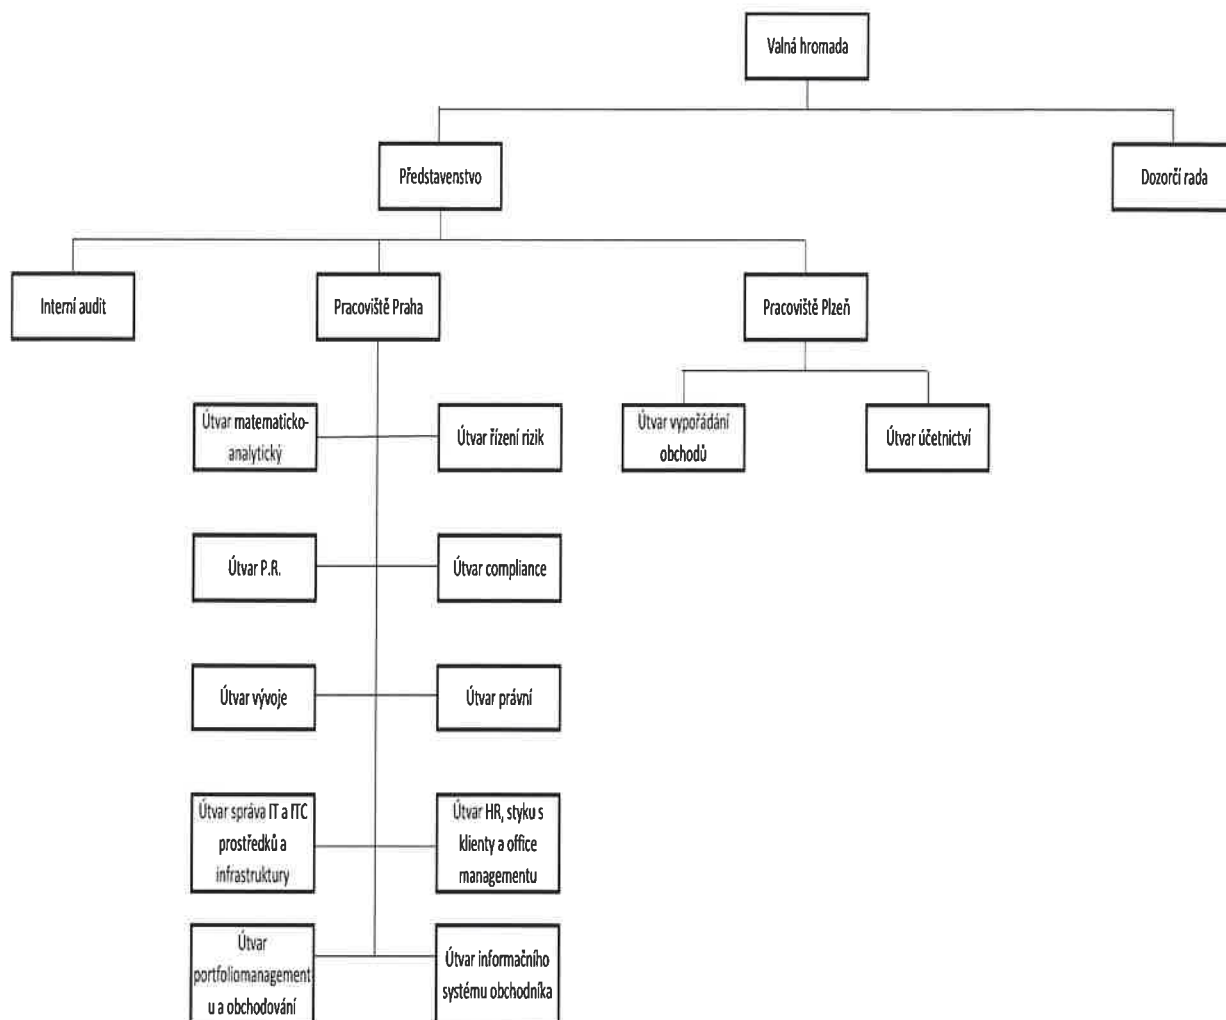 Valná hromada
Představenstvo
Dozorčí rada
Interní audit
Pracoviště Praha
Pracoviště Plzeň
Útvar matematicko-
analytický
Útvar řízení rizik
Útvar vypořádání
obchodů
Útvar účetnictví
Útvar P.R.
Útvar compliance
Útvar vývoje
Útvar právní
Útvar správa IT a ITC
prostředků a
infrastruktury
Útvar HR, styku s
klienty a office
managementu
Útvar
portfoliomanagement
u a obchodování
Útvar informačního
systému obchodníka